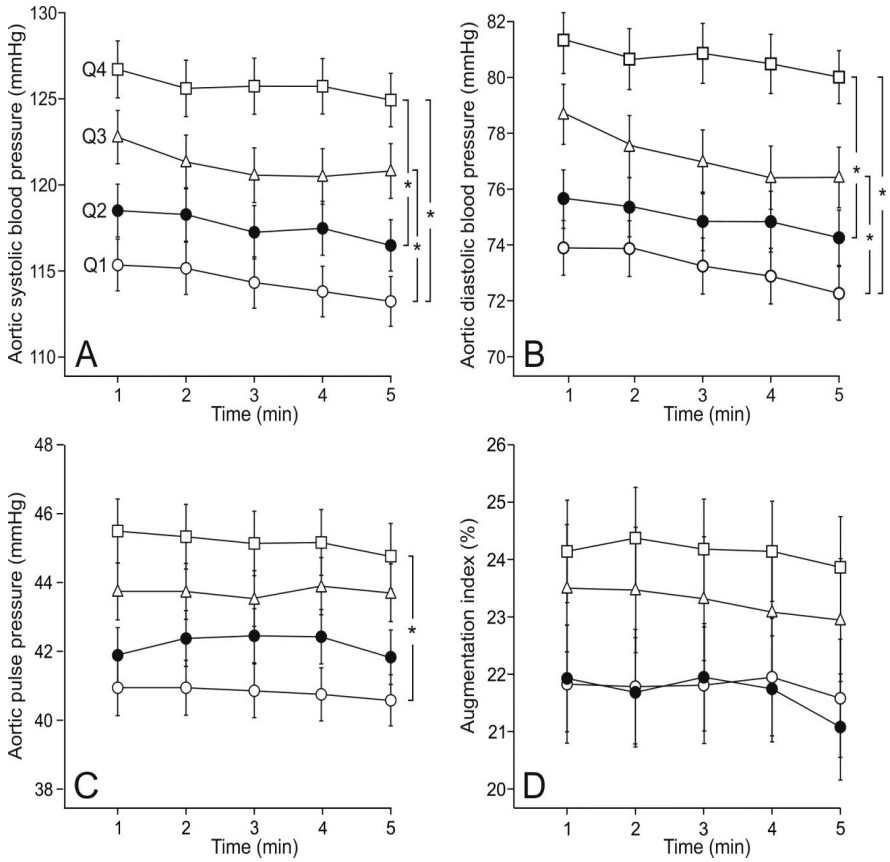 Aortic systolic blood pressure (mmHg)
130
125
120
115
110
Q4
Q3
Q2
Q1
*
*
*
A
1 2 3 4 5
Time (min)
Aortic diastolic blood pressure (mmHg)
82
80
78
76
74
72
70
*
*
*
B
1 2 3 4 5
Time (min)
Aortic pulse pressure (mmHg)
48
46
44
42
40
38
*
C
1 2 3 4 5
Time (min)
Augmentation index (%)
26
25
24
23
22
21
20
D
1 2 3 4 5
Time (min)